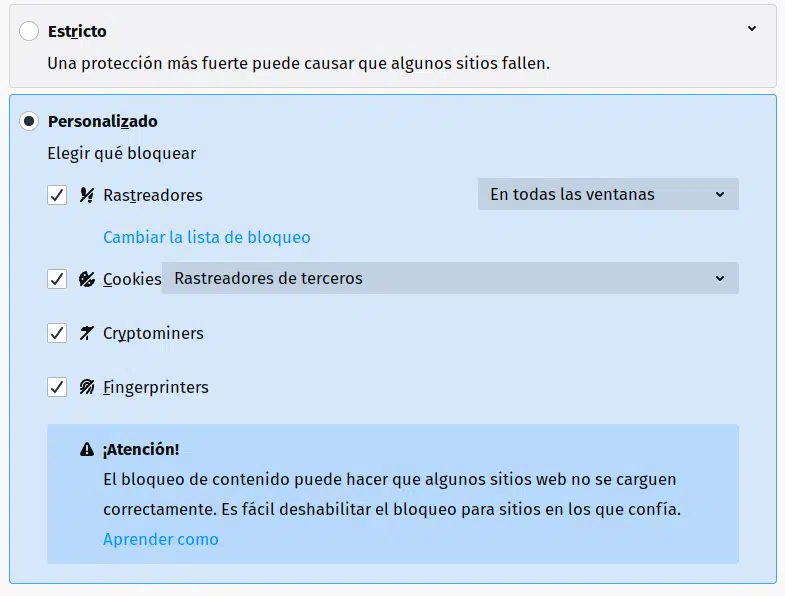 Estricto
Una protección más fuerte puede causar que algunos sitios fallen.
Personalizado
Elegir qué bloquear
Rastreadores
En todas las ventanas
Cambiar la lista de bloqueo
Cookies
Rastreadores de terceros
Cryptominers
Fingerprinters
¡Atención!
El bloqueo de contenido puede hacer que algunos sitios web no se carguen
correctamente. Es fácil deshabilitar el bloqueo para sitios en los que confía.
Aprender como